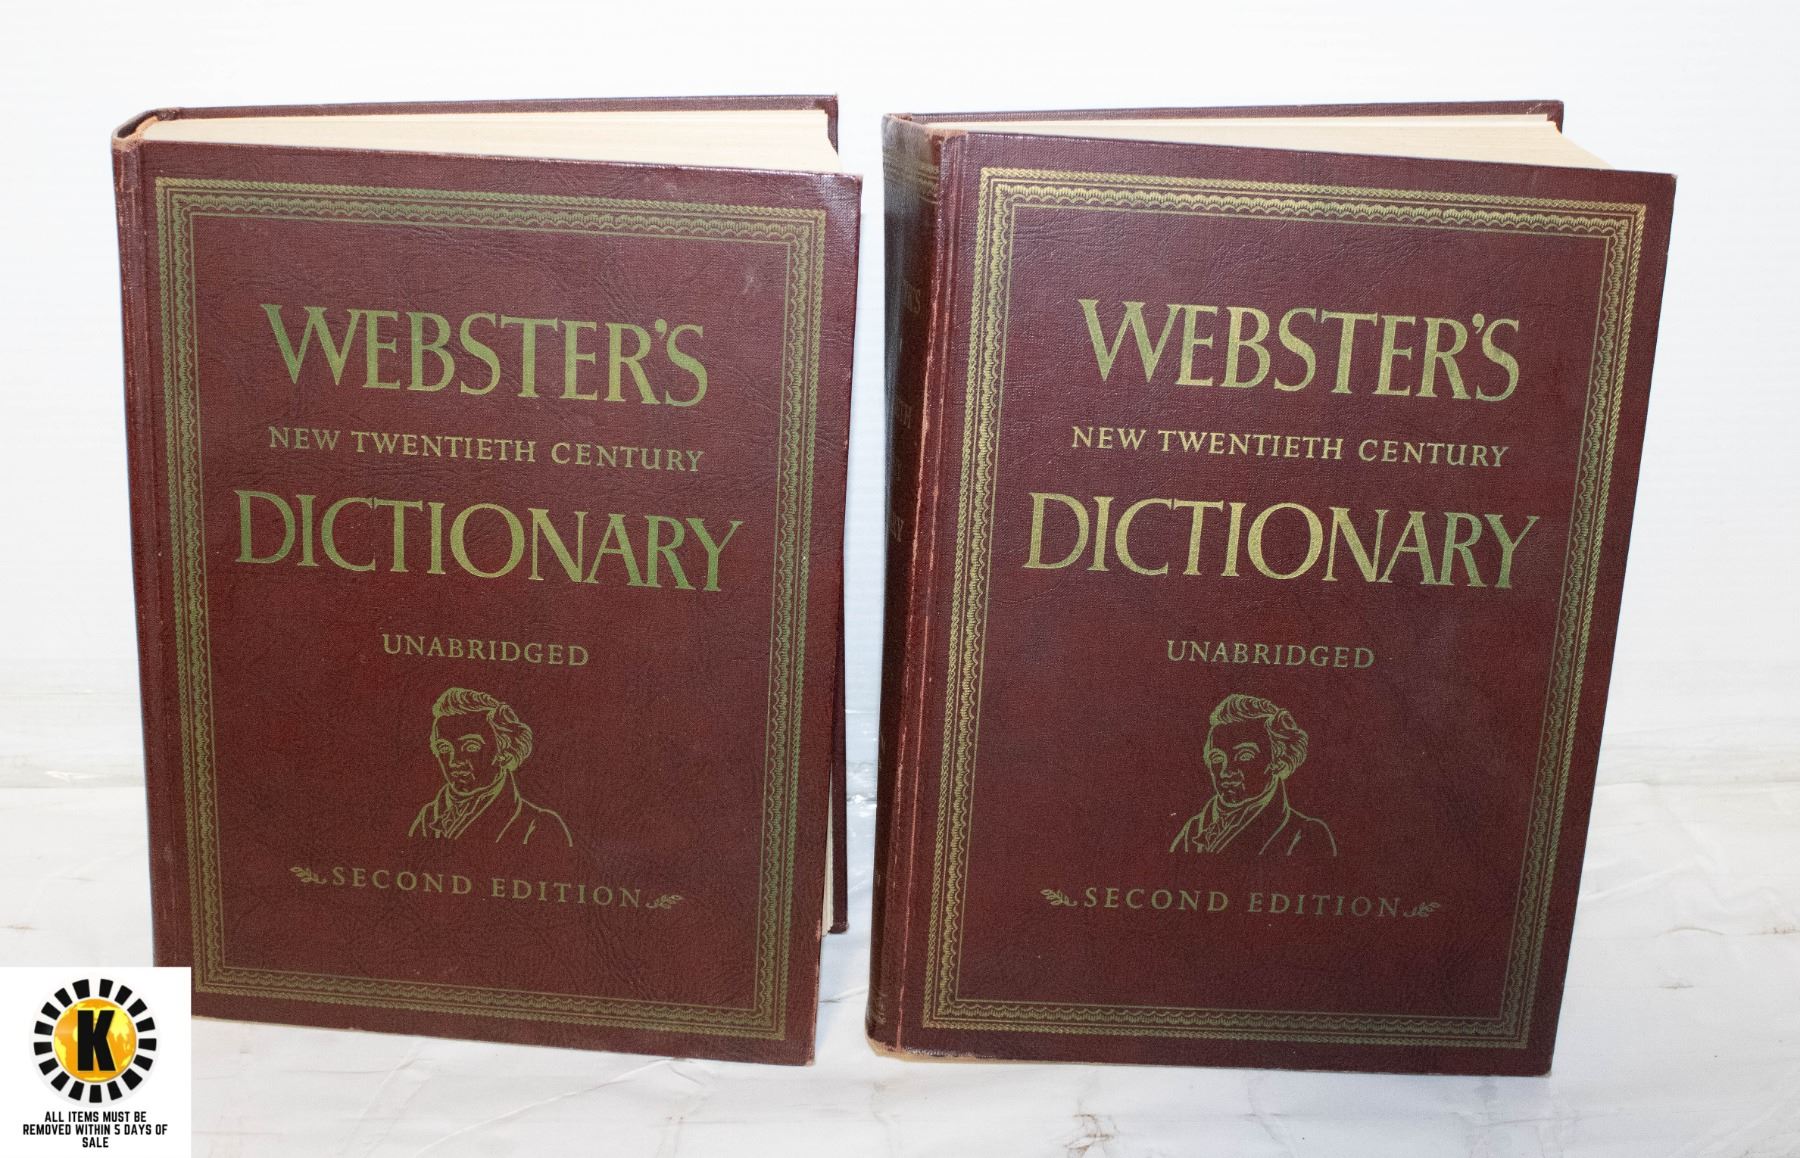 WEBSTER'S
NEW TWENTIETH CENTURY
DICTIONARY
UNABRIDGED
SECOND EDITION
WEBSTER'S
NEW TWENTIETH CENTURY
DICTIONARY
UNABRIDGED
SECOND EDITION
K
ALL ITEMS MUST BE
REMOVED WITHIN 5 DAYS OF
SALE